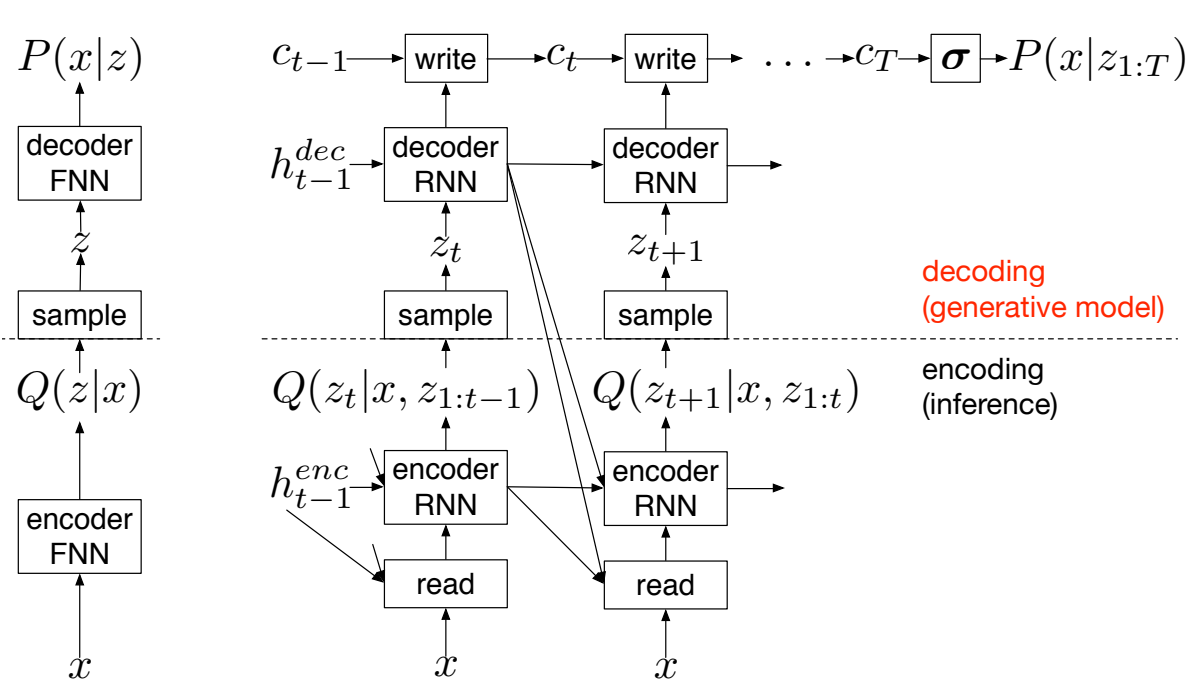 P(x|z)
decoder
FNN
z
sample
Q(z|x)
encoder
FNN
x
c_{t-1} write c_t write ... c_T σ P(x|z_{1:T})
h_{t-1}^{dec} decoder RNN decoder RNN
z_t z_{t+1}
sample sample
decoding
(generative model)
Q(z_t|x, z_{1:t-1}) Q(z_{t+1}|x, z_{1:t})
encoding
(inference)
h_{t-1}^{enc} encoder RNN encoder RNN
read read
x x